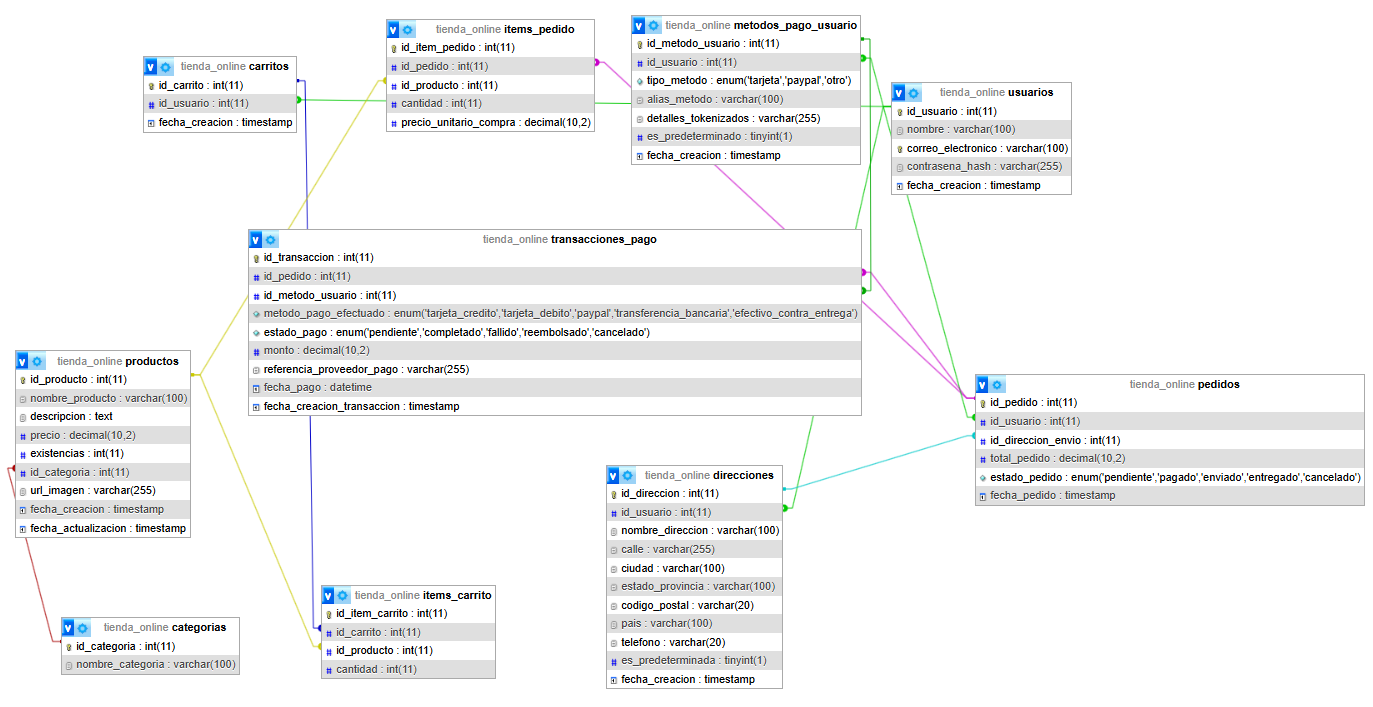 tienda_online carritos
id_carrito : int(11)
id_usuario : int(11)
fecha_creacion : timestamp
tienda_online items_pedido
id_item_pedido : int(11)
id_pedido : int(11)
id_producto : int(11)
cantidad : int(11)
precio_unitario_compra : decimal(10,2)
tienda_online metodos_pago_usuario
id_metodo_usuario : int(11)
id_usuario : int(11)
tipo_metodo : enum('tarjeta','paypal','otro')
alias_metodo : varchar(100)
detalles_tokenizados : varchar(255)
es_predeterminado : tinyint(1)
fecha_creacion : timestamp
tienda_online usuarios
id_usuario : int(11)
nombre : varchar(100)
correo_electronico : varchar(100)
contrasena_hash : varchar(255)
fecha_creacion : timestamp
tienda_online transacciones_pago
id_transaccion : int(11)
id_pedido : int(11)
id_metodo_usuario : int(11)
metodo_pago_efectuado : enum('tarjeta_credito','tarjeta_debito','paypal','transferencia_bancaria','efectivo_contra_entrega')
estado_pago : enum('pendiente','completado','fallido','reembolsado','cancelado')
monto : decimal(10,2)
referencia_proveedor_pago : varchar(255)
fecha_pago : datetime
fecha_creacion_transaccion : timestamp
tienda_online productos
id_producto : int(11)
nombre_producto : varchar(100)
descripcion : text
precio : decimal(10,2)
existencias : int(11)
id_categoria : int(11)
url_imagen : varchar(255)
fecha_creacion : timestamp
fecha_actualizacion : timestamp
tienda_online pedidos
id_pedido : int(11)
id_usuario : int(11)
id_direccion_envio : int(11)
total_pedido : decimal(10,2)
estado_pedido : enum('pendiente','pagado','enviado','entregado','cancelado')
fecha_pedido : timestamp
tienda_online direcciones
id_direccion : int(11)
id_usuario : int(11)
nombre_direccion : varchar(100)
calle : varchar(255)
ciudad : varchar(100)
estado_provincia : varchar(100)
codigo_postal : varchar(20)
pais : varchar(100)
telefono : varchar(20)
es_predeterminada : tinyint(1)
fecha_creacion : timestamp
tienda_online items_carrito
id_item_carrito : int(11)
id_carrito : int(11)
id_producto : int(11)
cantidad : int(11)
tienda_online categorias
id_categoria : int(11)
nombre_categoria : varchar(100)